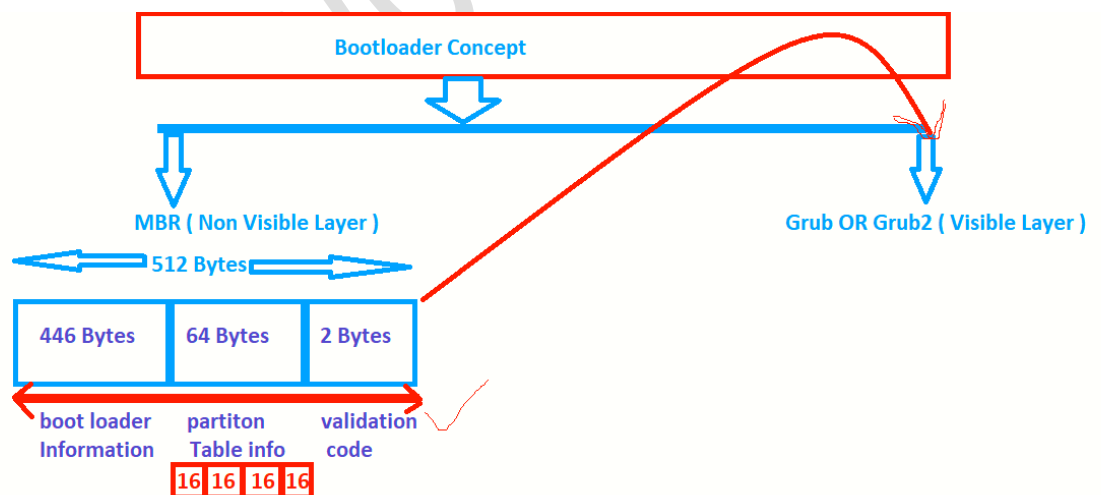 Bootloader Concept
MBR ( Non Visible Layer )
Grub OR Grub2 ( Visible Layer )
512 Bytes
446 Bytes
64 Bytes
2 Bytes
boot loader
Information
partiton
Table info
validation
code
16 16 16 16